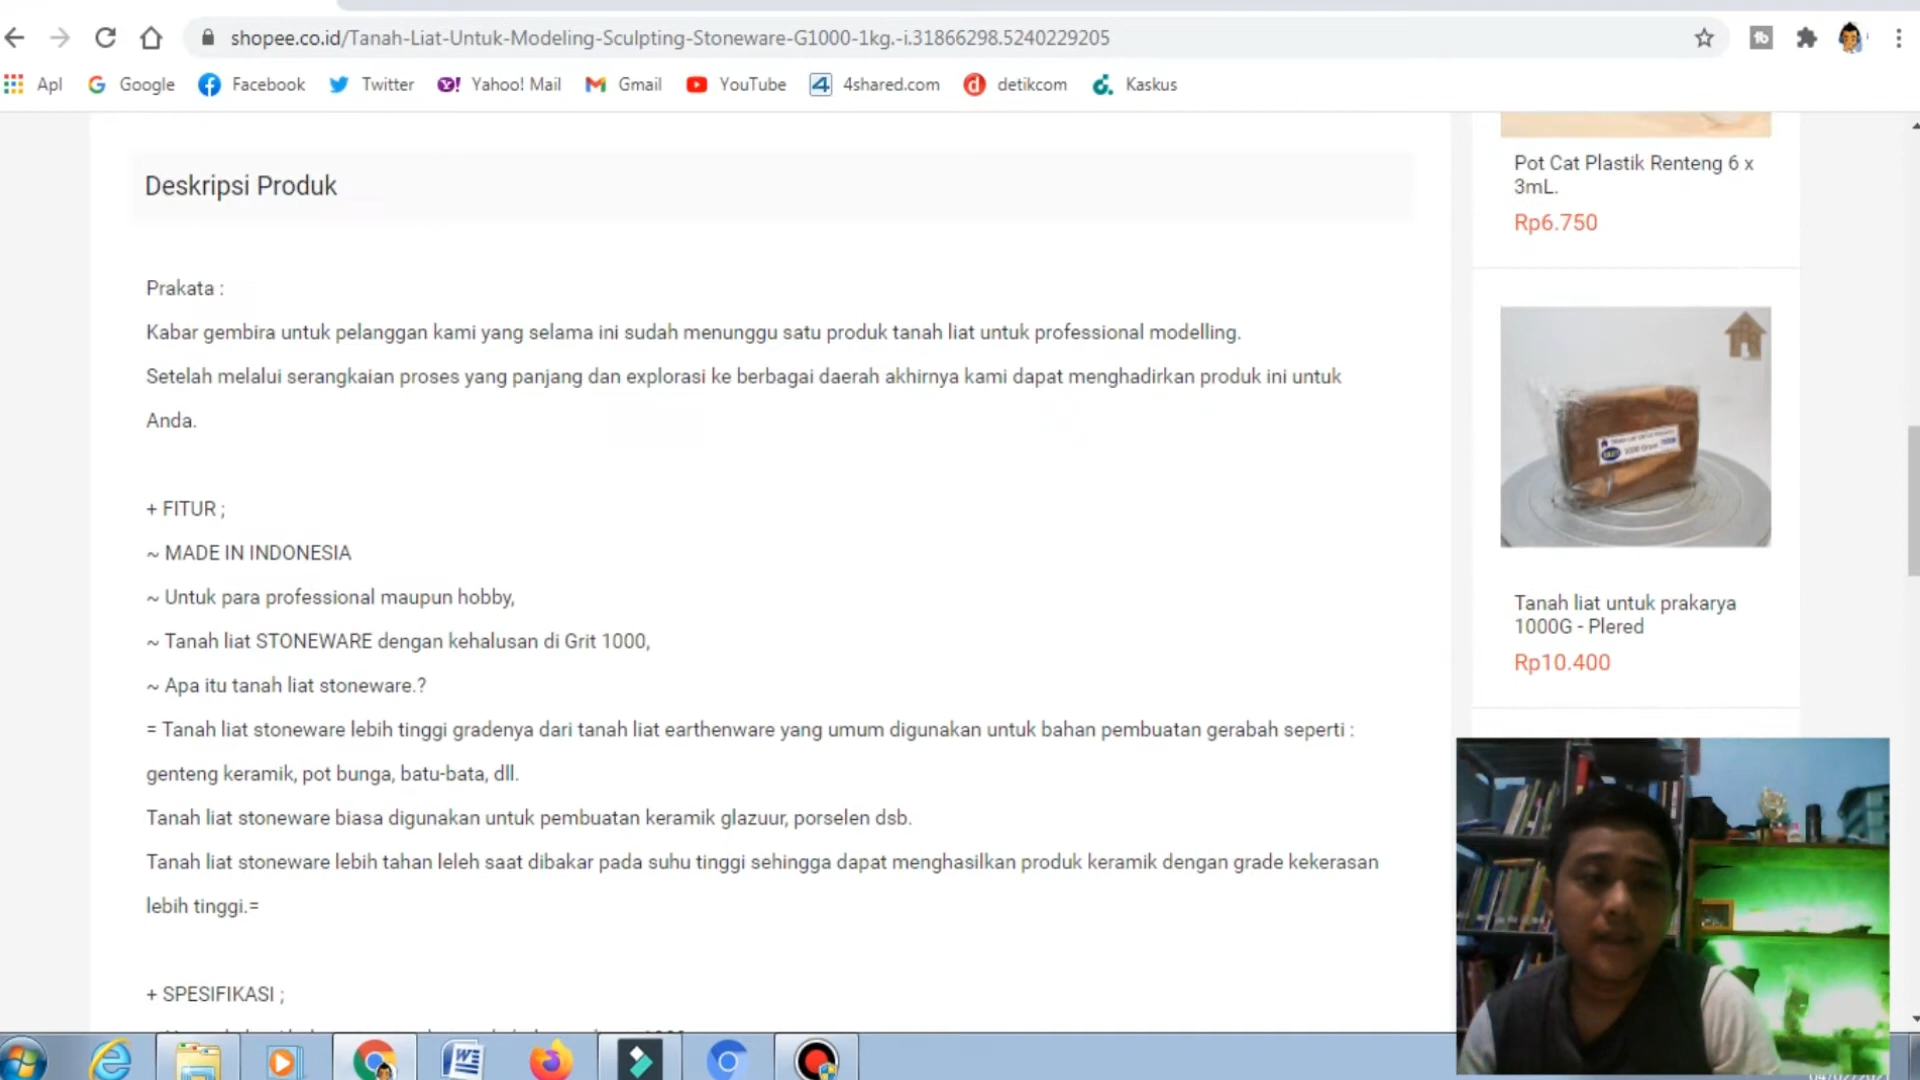 shopee.co.id/Tanah-Liat-Untuk-Modeling-Sculpting-Stoneware-G1000-1kg.-i.31866298.5240229205
Apl Google Facebook Twitter Yahoo! Mail Gmail YouTube 4shared.com detikcom Kaskus
Deskripsi Produk
Prakata :
Kabar gembira untuk pelanggan kami yang selama ini sudah menunggu satu produk tanah liat untuk professional modelling.
Setelah melalui serangkaian proses yang panjang dan explorasi ke berbagai daerah akhirnya kami dapat menghadirkan produk ini untuk
Anda.
+ FITUR ;
~ MADE IN INDONESIA
~ Untuk para professional maupun hobby,
~ Tanah liat STONEWARE dengan kehalusan di Grit 1000,
~ Apa itu tanah liat stoneware.?
= Tanah liat stoneware lebih tinggi gradenya dari tanah liat earthenware yang umum digunakan untuk bahan pembuatan gerabah seperti :
genteng keramik, pot bunga, batu-bata, dll.
Tanah liat stoneware biasa digunakan untuk pembuatan keramik glazuur, porselen dsb.
Tanah liat stoneware lebih tahan leleh saat dibakar pada suhu tinggi sehingga dapat menghasilkan produk keramik dengan grade kekerasan
lebih tinggi.=
+ SPESIFIKASI ;
Pot Cat Plastik Renteng 6 x
3mL.
Rp6.750
Tanah liat untuk prakarya
1000G - Plered
Rp10.400